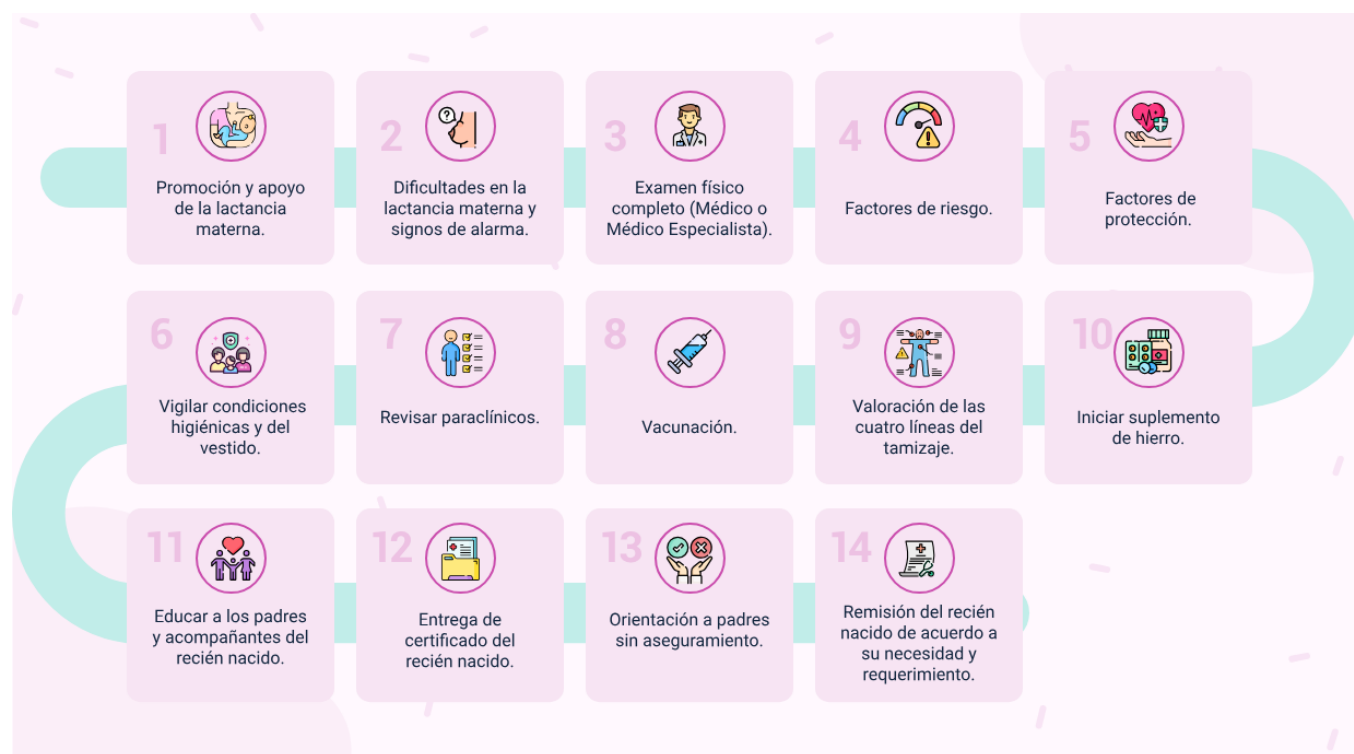 1
Promoción y apoyo
de la lactancia
materna.
2
Dificultades en la
lactancia materna y
signos de alarma.
3
Examen físico
completo (Médico o
Médico Especialista).
4
Factores de riesgo.
5
Factores de
protección.
6
Vigilar condiciones
higiénicas y del
vestido.
7
Revisar paraclínicos.
8
Vacunación.
9
Valoración de las
cuatro líneas del
tamizaje.
10
Iniciar suplemento
de hierro.
11
Educar a los padres
y acompañantes del
recién nacido.
12
Entrega de
certificado del
recién nacido.
13
Orientación a padres
sin aseguramiento.
14
Remisión del recién
nacido de acuerdo a
su necesidad y
requerimiento.